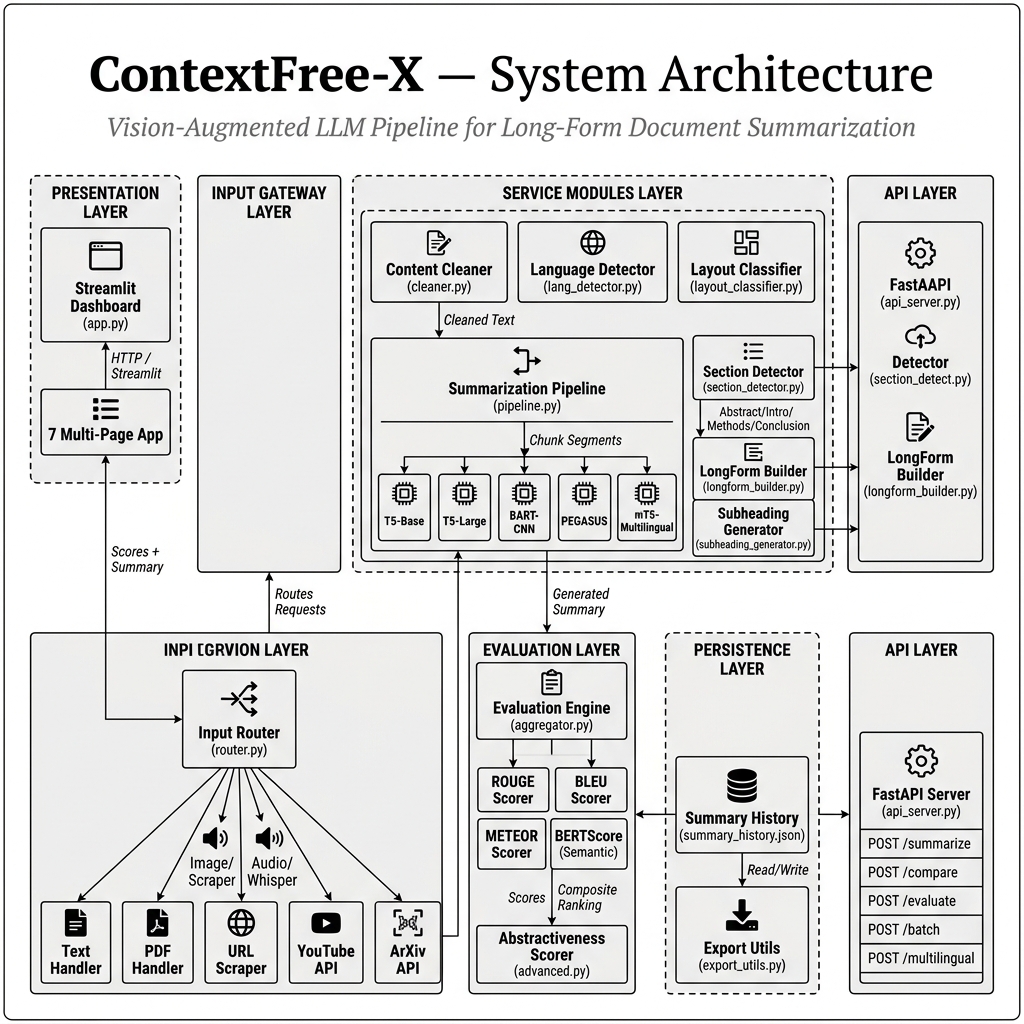 ContextFree-X — System Architecture
Vision-Augmented LLM Pipeline for Long-Form Document Summarization
PRESENTATION
LAYER
Streamlit
Dashboard
(app.py)
HTTP /
Streamlit
7 Multi-Page App
Scores +
Summary
INPUT GATEWAY
LAYER
Routes
Requests
SERVICE MODULES LAYER
Content Cleaner
(cleaner.py)
Language Detector
(lang_detector.py)
Layout Classifier
(layout_classifier.py)
Cleaned Text
Summarization Pipeline
(pipeline.py)
Chunk Segments
T5-Base
T5-Large
BART-
CNN
PEGASUS
mT5-
Multilingual
Section Detector
(section_detector.py)
Abstract/Intro/
Methods/Conclusion
LongForm Builder
(longform_builder.py)
Subheading
Generator
(subheading_generator.py)
Generated
Summary
API LAYER
FastAAPI
(api_server.py)
Detector
(section_detect.py)
LongForm
Builder
(longform_builder.py)
LAYER
Input Router
(router.py)
Image/
Scraper
Audio/
Whisper
Text
Handler
PDF
Handler
URL
Scraper
YouTube
API
ArXiv
API
EVALUATION LAYER
Evaluation Engine
(aggregator.py)
ROUGE
Scorer
BLEU
Scorer
METEOR
Scorer
BERTScore
(Semantic)
Scores
Composite
Ranking
Abstractiveness
Scorer
(advanced.py)
PERSISTENCE
LAYER
Summary History
(summary_history.json)
Read/Write
Export Utils
(export_utils.py)
API LAYER
FastAPI Server
(api_server.py)
POST /summarize
POST /compare
POST /evaluate
POST /batch
POST /multilingual